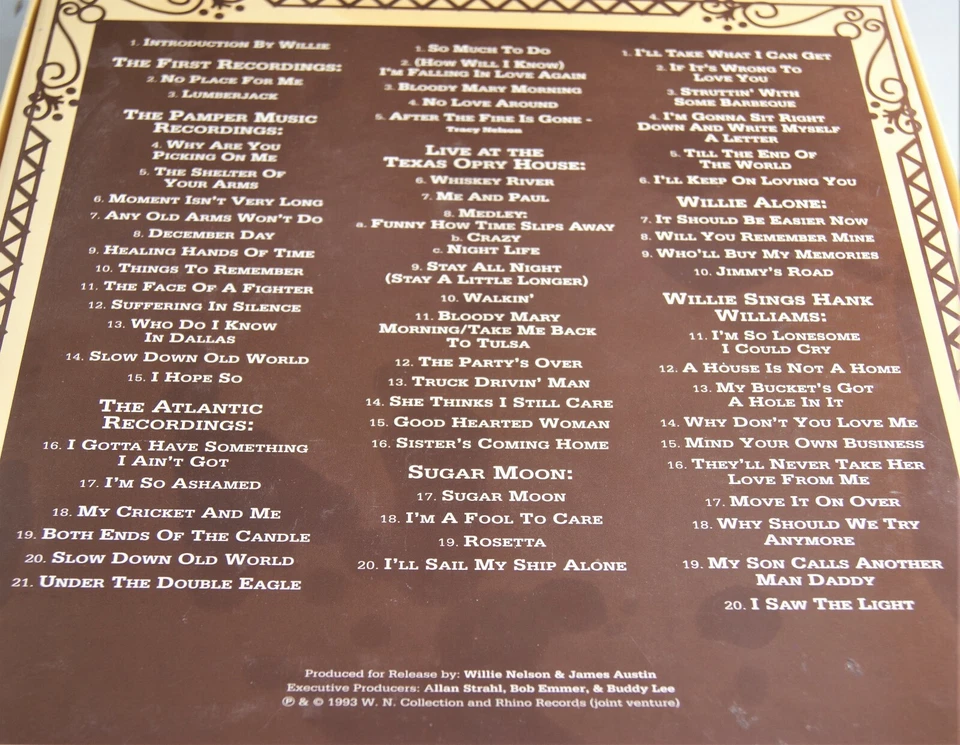 1. Introduction By Willie
The First Recordings:
2. No Place For Me
3. Lumberjack
The Pamper Music
Recordings:
4. Why Are You
Picking On Me
5. The Shelter Of
Your Arms
6. Moment Isn't Very Long
7. Any Old Arms Won't Do
8. December Day
9. Healing Hands Of Time
10. Things To Remember
11. The Face Of A Fighter
12. Suffering In Silence
13. Who Do I Know
In Dallas
14. Slow Down Old World
15. I Hope So
The Atlantic
Recordings:
16. I Gotta Have Something
I Ain't Got
17. I'm So Ashamed
18. My Cricket And Me
19. Both Ends Of The Candle
20. Slow Down Old World
21. Under The Double Eagle
1. So Much To Do
2. (How Will I Know)
I'm Falling In Love Again
3. Bloody Mary Morning
4. No Love Around
5. After The Fire Is Gone -
Tracy Nelson
Live at the
Texas Opry House:
6. Whiskey River
7. Me And Paul
8. Medley:
a. Funny How Time Slips Away
b. Crazy
c. Night Life
9. Stay All Night
(Stay A Little Longer)
10. Walkin'
11. Bloody Mary
Morning/Take Me Back
To Tulsa
12. The Party's Over
13. Truck Drivin' Man
14. She Thinks I Still Care
15. Good Hearted Woman
16. Sister's Coming Home
Sugar Moon:
17. Sugar Moon
18. I'm A Fool To Care
19. Rosetta
20. I'll Sail My Ship Alone
1. I'll Take What I Can Get
2. If It's Wrong To
Love You
3. Struttin' With
Some Barbeque
4. I'm Gonna Sit Right
Down And Write Myself
A Letter
5. Till The End Of
The World
6. I'll Keep On Loving You
Willie Alone:
7. It Should Be Easier Now
8. Will You Remember Mine
9. Who'll Buy My Memories
10. Jimmy's Road
Willie Sings Hank
Williams:
11. I'm So Lonesome
I Could Cry
12. A House Is Not A Home
13. My Bucket's Got
A Hole In It
14. Why Don't You Love Me
15. Mind Your Own Business
16. They'll Never Take Her
Love From Me
17. Move It On Over
18. Why Should We Try
Anymore
19. My Son Calls Another
Man Daddy
20. I Saw The Light
Produced for Release by: Willie Nelson & James Austin
Executive Producers: Allan Strahl, Bob Emmer, & Buddy Lee
℗ & © 1993 W. N. Collection and Rhino Records (joint venture)